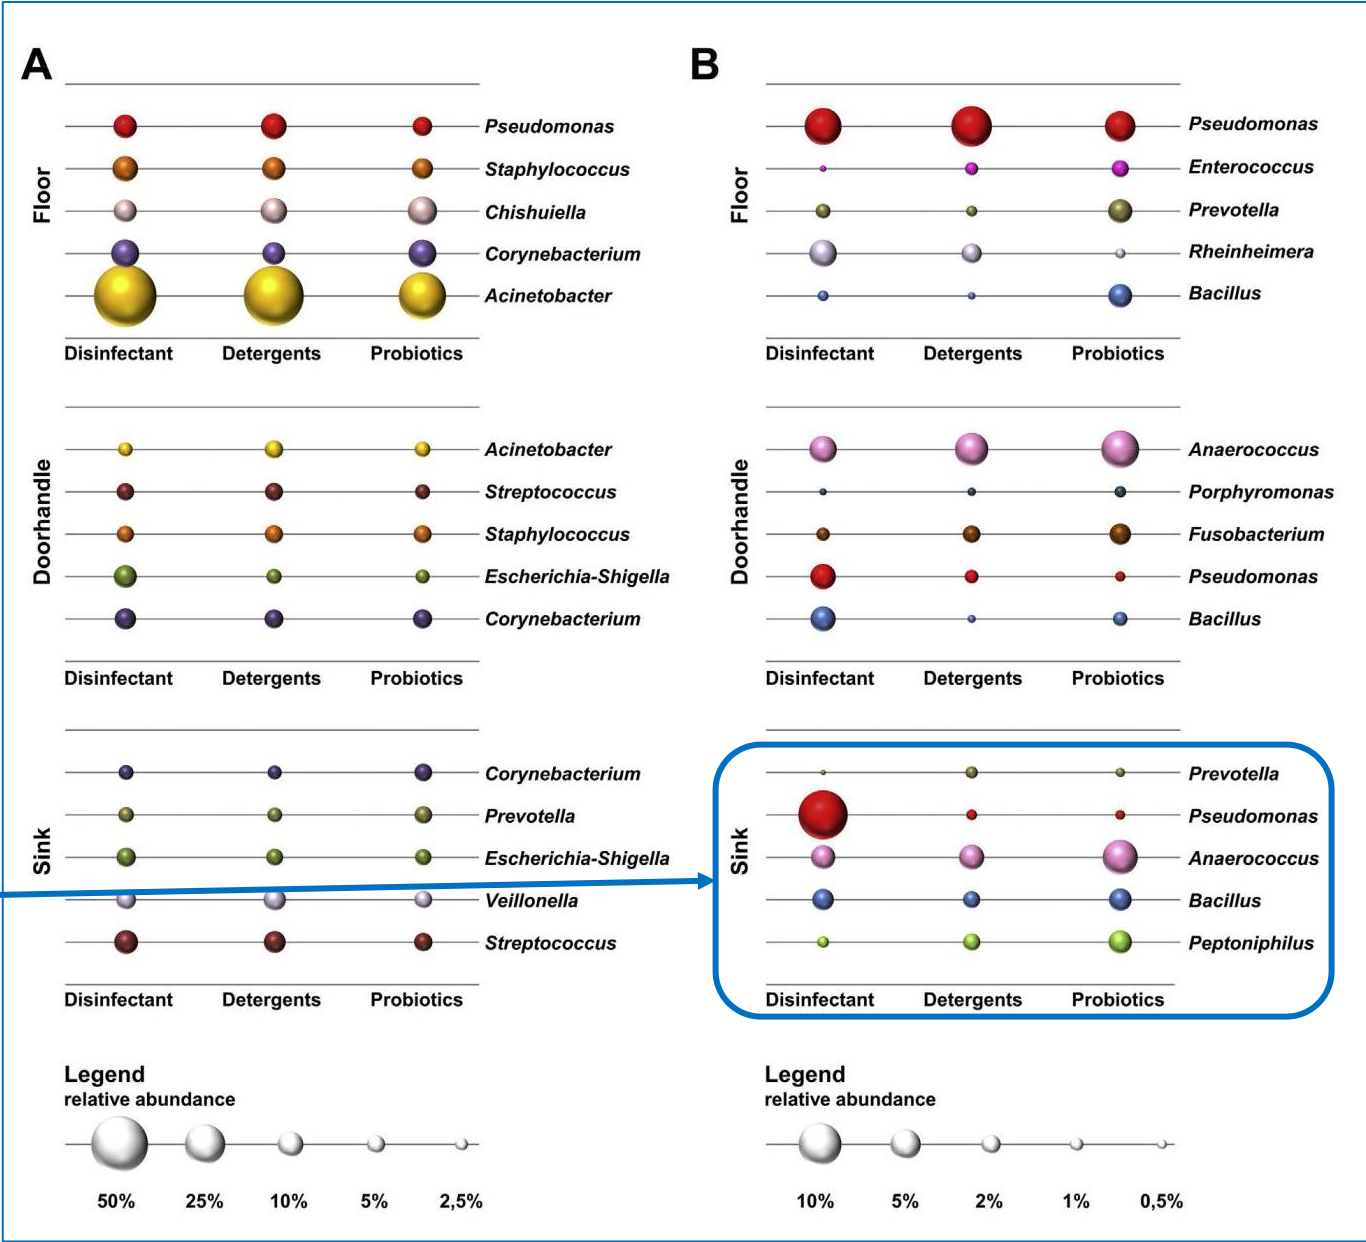 A
Floor
Pseudomonas
Staphylococcus
Chishuiella
Corynebacterium
Acinetobacter
Disinfectant Detergents Probiotics
Doorhandle
Acinetobacter
Streptococcus
Staphylococcus
Escherichia-Shigella
Corynebacterium
Disinfectant Detergents Probiotics
Sink
Corynebacterium
Prevotella
Escherichia-Shigella
Veillonella
Streptococcus
Disinfectant Detergents Probiotics
Legend
relative abundance
50% 25% 10% 5% 2,5%
B
Floor
Pseudomonas
Enterococcus
Prevotella
Rheinheimera
Bacillus
Disinfectant Detergents Probiotics
Doorhandle
Anaerococcus
Porphyromonas
Fusobacterium
Pseudomonas
Bacillus
Disinfectant Detergents Probiotics
Sink
Prevotella
Pseudomonas
Anaerococcus
Bacillus
Peptoniphilus
Disinfectant Detergents Probiotics
Legend
relative abundance
10% 5% 2% 1% 0,5%